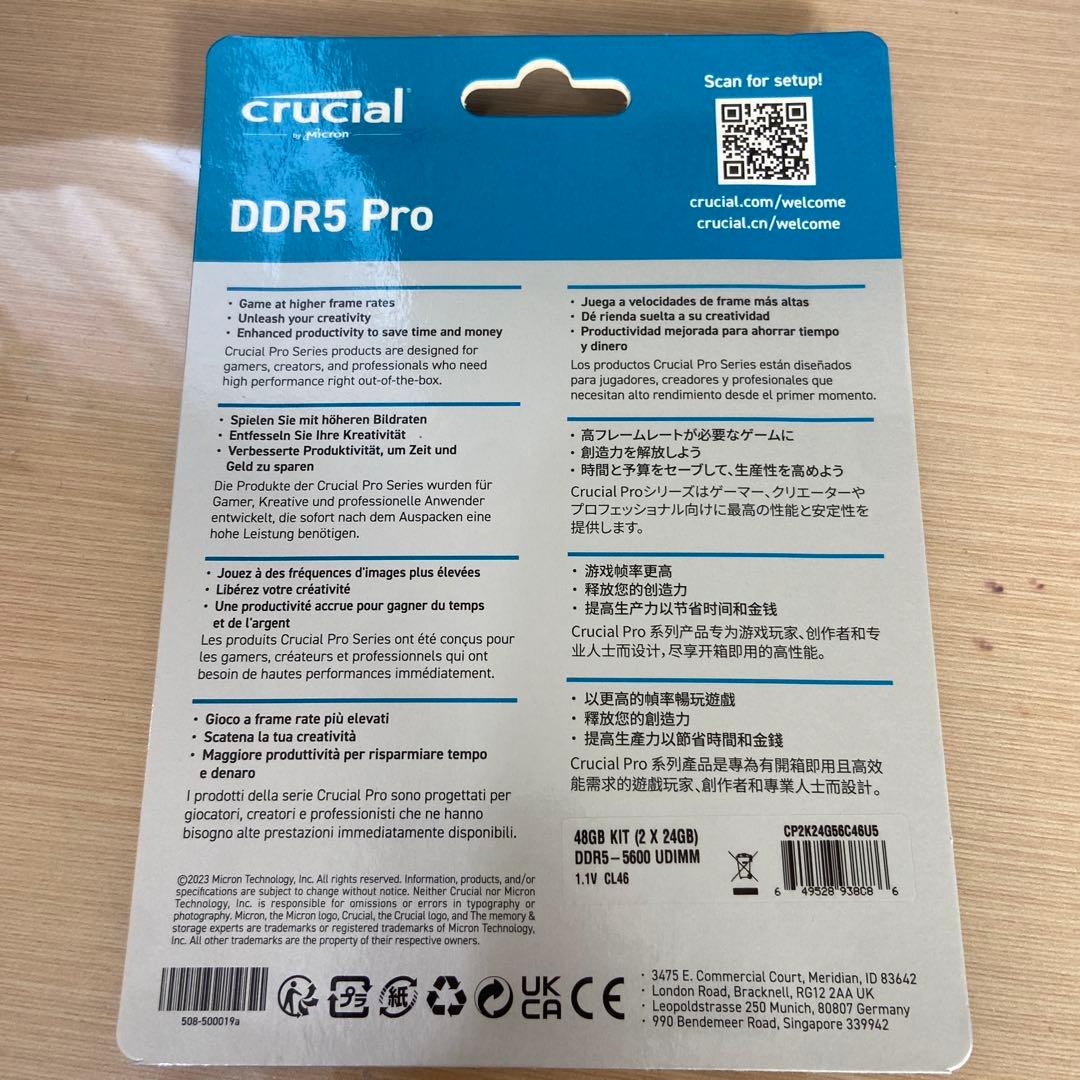 crucial
by Micron
DDR5 Pro
Scan for setup!
crucial.com/welcome
crucial.cn/welcome
• Game at higher frame rates
• Unleash your creativity
• Enhanced productivity to save time and money
Crucial Pro Series products are designed for
gamers, creators, and professionals who need
high performance right out-of-the-box.
• Spielen Sie mit höheren Bildraten
• Entfesseln Sie Ihre Kreativität
• Verbesserte Produktivität, um Zeit und
Geld zu sparen
Die Produkte der Crucial Pro Series wurden für
Gamer, Kreative und professionelle Anwender
entwickelt, die sofort nach dem Auspacken eine
hohe Leistung benötigen.
• Jouez à des fréquences d'images plus élevées
• Libérez votre créativité
• Une productivité accrue pour gagner du temps
et de l'argent
Les produits Crucial Pro Series ont été conçus pour
les gamers, créateurs et professionnels qui ont
besoin de hautes performances immédiatement.
• Gioco a frame rate più elevati
• Scatena la tua creatività
• Maggiore produttività per risparmiare tempo
e denaro
I prodotti della serie Crucial Pro sono progettati per
giocatori, creatori e professionisti che ne hanno
bisogno alte prestazioni immediatamente disponibili.
• Juega a velocidades de frame más altas
• Dé rienda suelta a su creatividad
• Productividad mejorada para ahorrar tiempo
y dinero
Los productos Crucial Pro Series están diseñados
para jugadores, creadores y profesionales que
necesitan alto rendimiento desde el primer momento.
• 高フレームレートが必要なゲームに
• 創造力を解放しよう
• 時間と予算をセーブして、生産性を高めよう
Crucial Proシリーズはゲーマー、クリエーターや
プロフェッショナル向けに最高の性能と安定性を
提供します。
• 游戏帧率更高
• 释放您的创造力
• 提高生产力以节省时间和金钱
Crucial Pro 系列产品专为游戏玩家、创作者和专
业人士而设计，尽享开箱即用的高性能。
• 以更高的幀率暢玩遊戲
• 釋放您的創造力
• 提高生產力以節省時間和金錢
Crucial Pro 系列產品是專為有開箱即用且高效
能需求的遊戲玩家、創作者和專業人士而設計。
48GB KIT (2 X 24GB)
DDR5-5600 UDIMM
1.1V CL46
CP2K24G56C46U5
6 49528 93808 6
©2023 Micron Technology, Inc. All rights reserved. Information, products, and/or
specifications are subject to change without notice. Neither Crucial nor Micron
Technology, Inc. is responsible for omissions or errors in typography or
photography. Micron, the Micron logo, Crucial, the Crucial logo, and The memory &
storage experts are trademarks or registered trademarks of Micron Technology,
Inc. All other trademarks are the property of their respective owners.
508-500019a
プラ
紙
UK
CA
CE
• 3475 E. Commercial Court, Meridian, ID 83642
• London Road, Bracknell, RG12 2AA UK
• Leopoldstrasse 250 Munich, 80807 Germany
• 990 Bendemeer Road, Singapore 339942